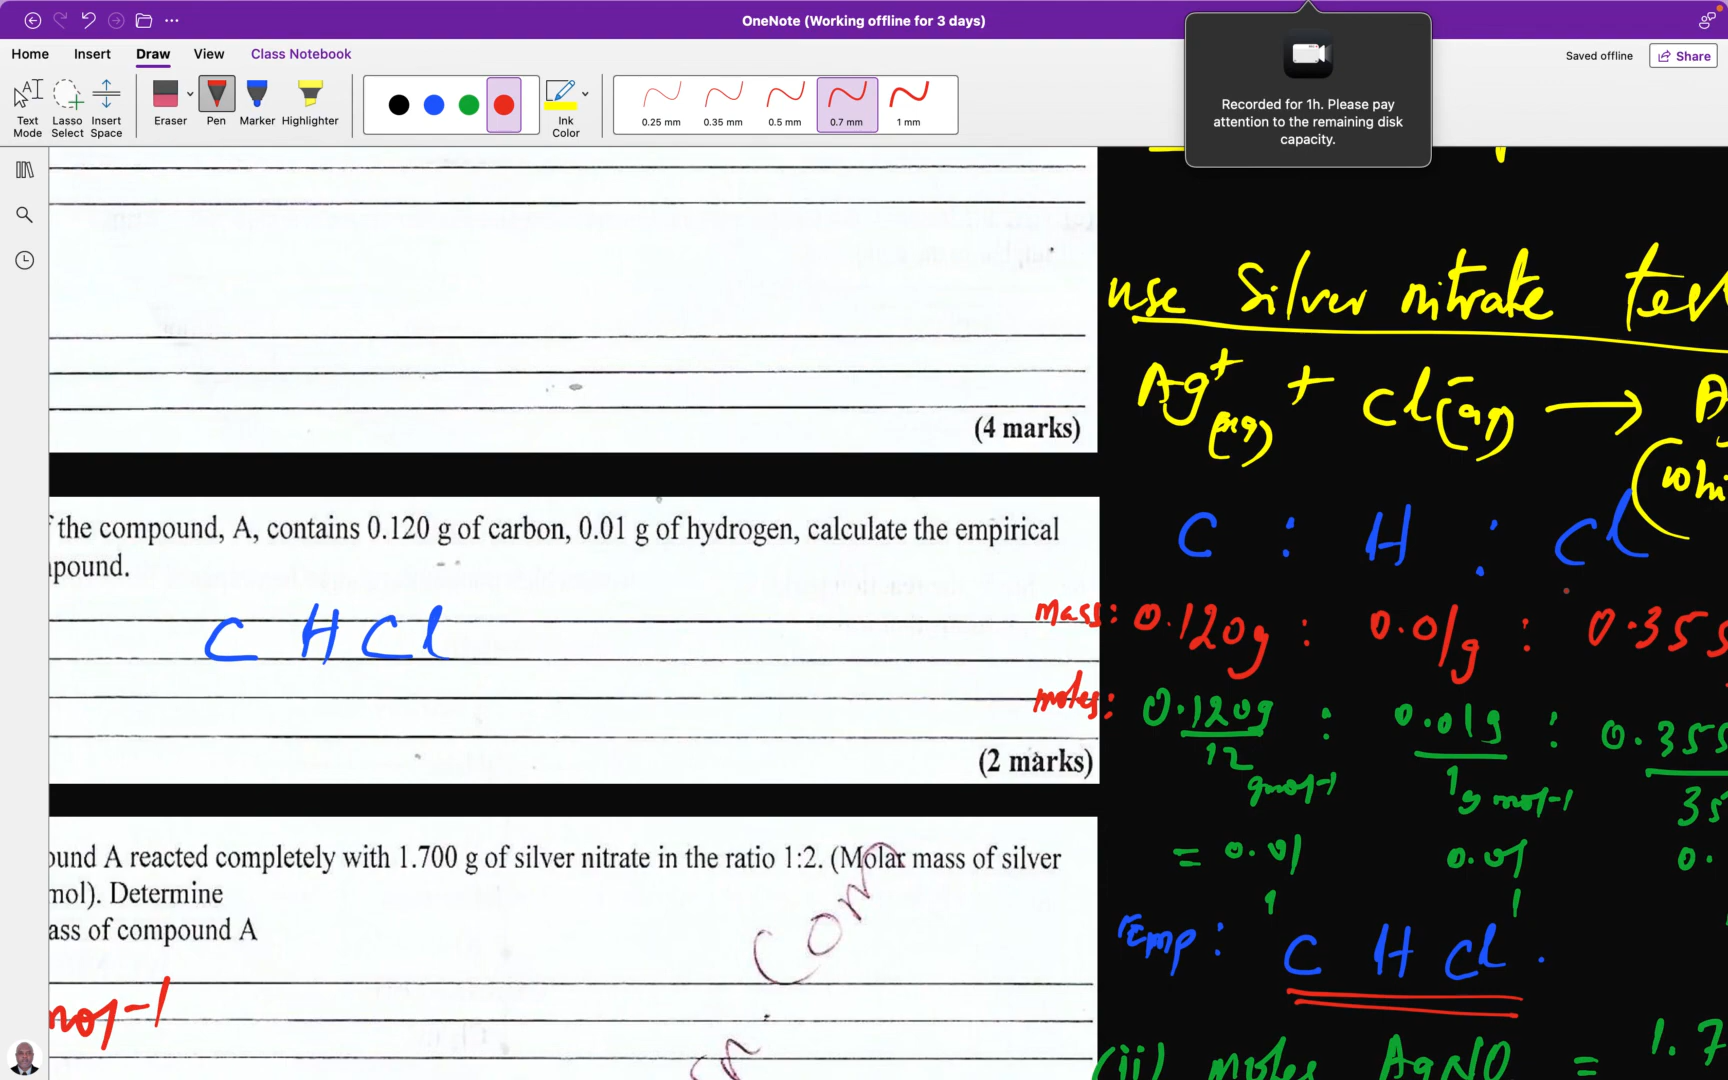 OneNote (Working offline for 3 days)
Home Insert Draw View Class Notebook
Saved offline Share
Text Mode Lasso Select Insert Space Eraser Pen Marker Highlighter Ink Color 0.25 mm 0.35 mm 0.5 mm 0.7 mm 1 mm
Recorded for 1h. Please pay
attention to the remaining disk
capacity.
(4 marks)
the compound, A, contains 0.120 g of carbon, 0.01 g of hydrogen, calculate the empirical
pound.
C H Cl
(2 marks)
ound A reacted completely with 1.700 g of silver nitrate in the ratio 1:2. (Molar mass of silver
mol). Determine
ass of compound A
mol-1
Com
use Silver nitrate tes
Ag+(aq) + Cl-(aq) → A
(whi
C : H : Cl
mass: 0.120g : 0.01g : 0.355
moles: 0.120g : 0.01g : 0.355
12 gmol-1 1g mol-1 35
= 0.01 0.01 0.
1 1
Emp: C H Cl.
(ii) moles AgNO = 1.7